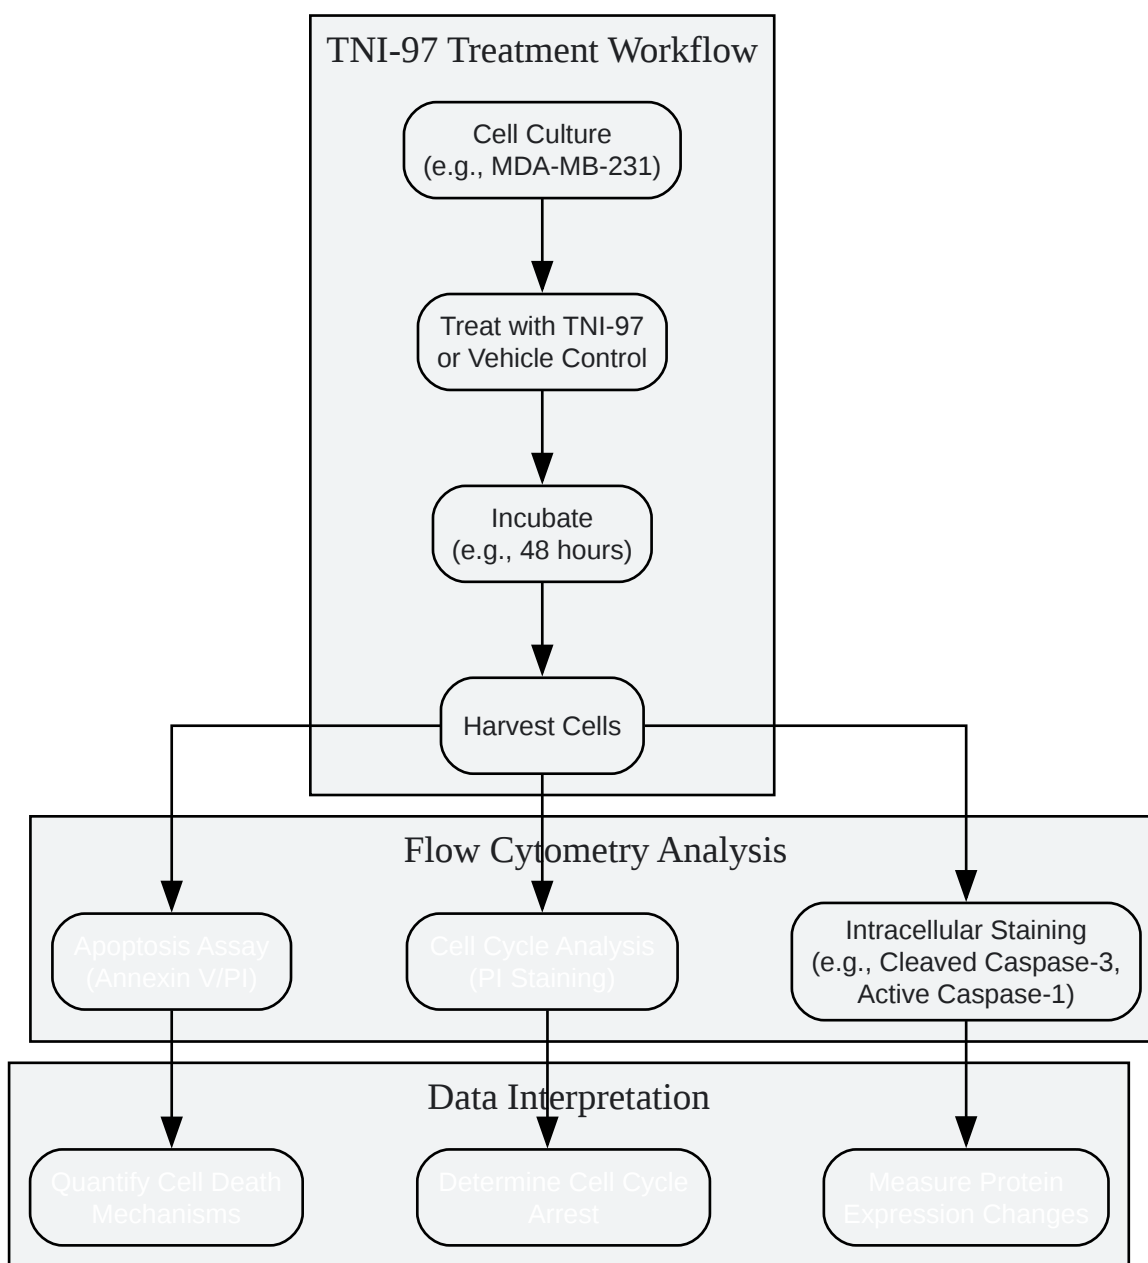 TNI-97 Treatment Workflow
Cell Culture
(e.g., MDA-MB-231)
Treat with TNI-97
or Vehicle Control
Incubate
(e.g., 48 hours)
Harvest Cells
Flow Cytometry Analysis
Apoptosis Assay
(Annexin V/PI)
Cell Cycle Analysis
(PI Staining)
Intracellular Staining
(e.g., Cleaved Caspase-3,
Active Caspase-1)
Data Interpretation
Quantify Cell Death
Mechanisms
Determine Cell Cycle
Arrest
Measure Protein
Expression Changes